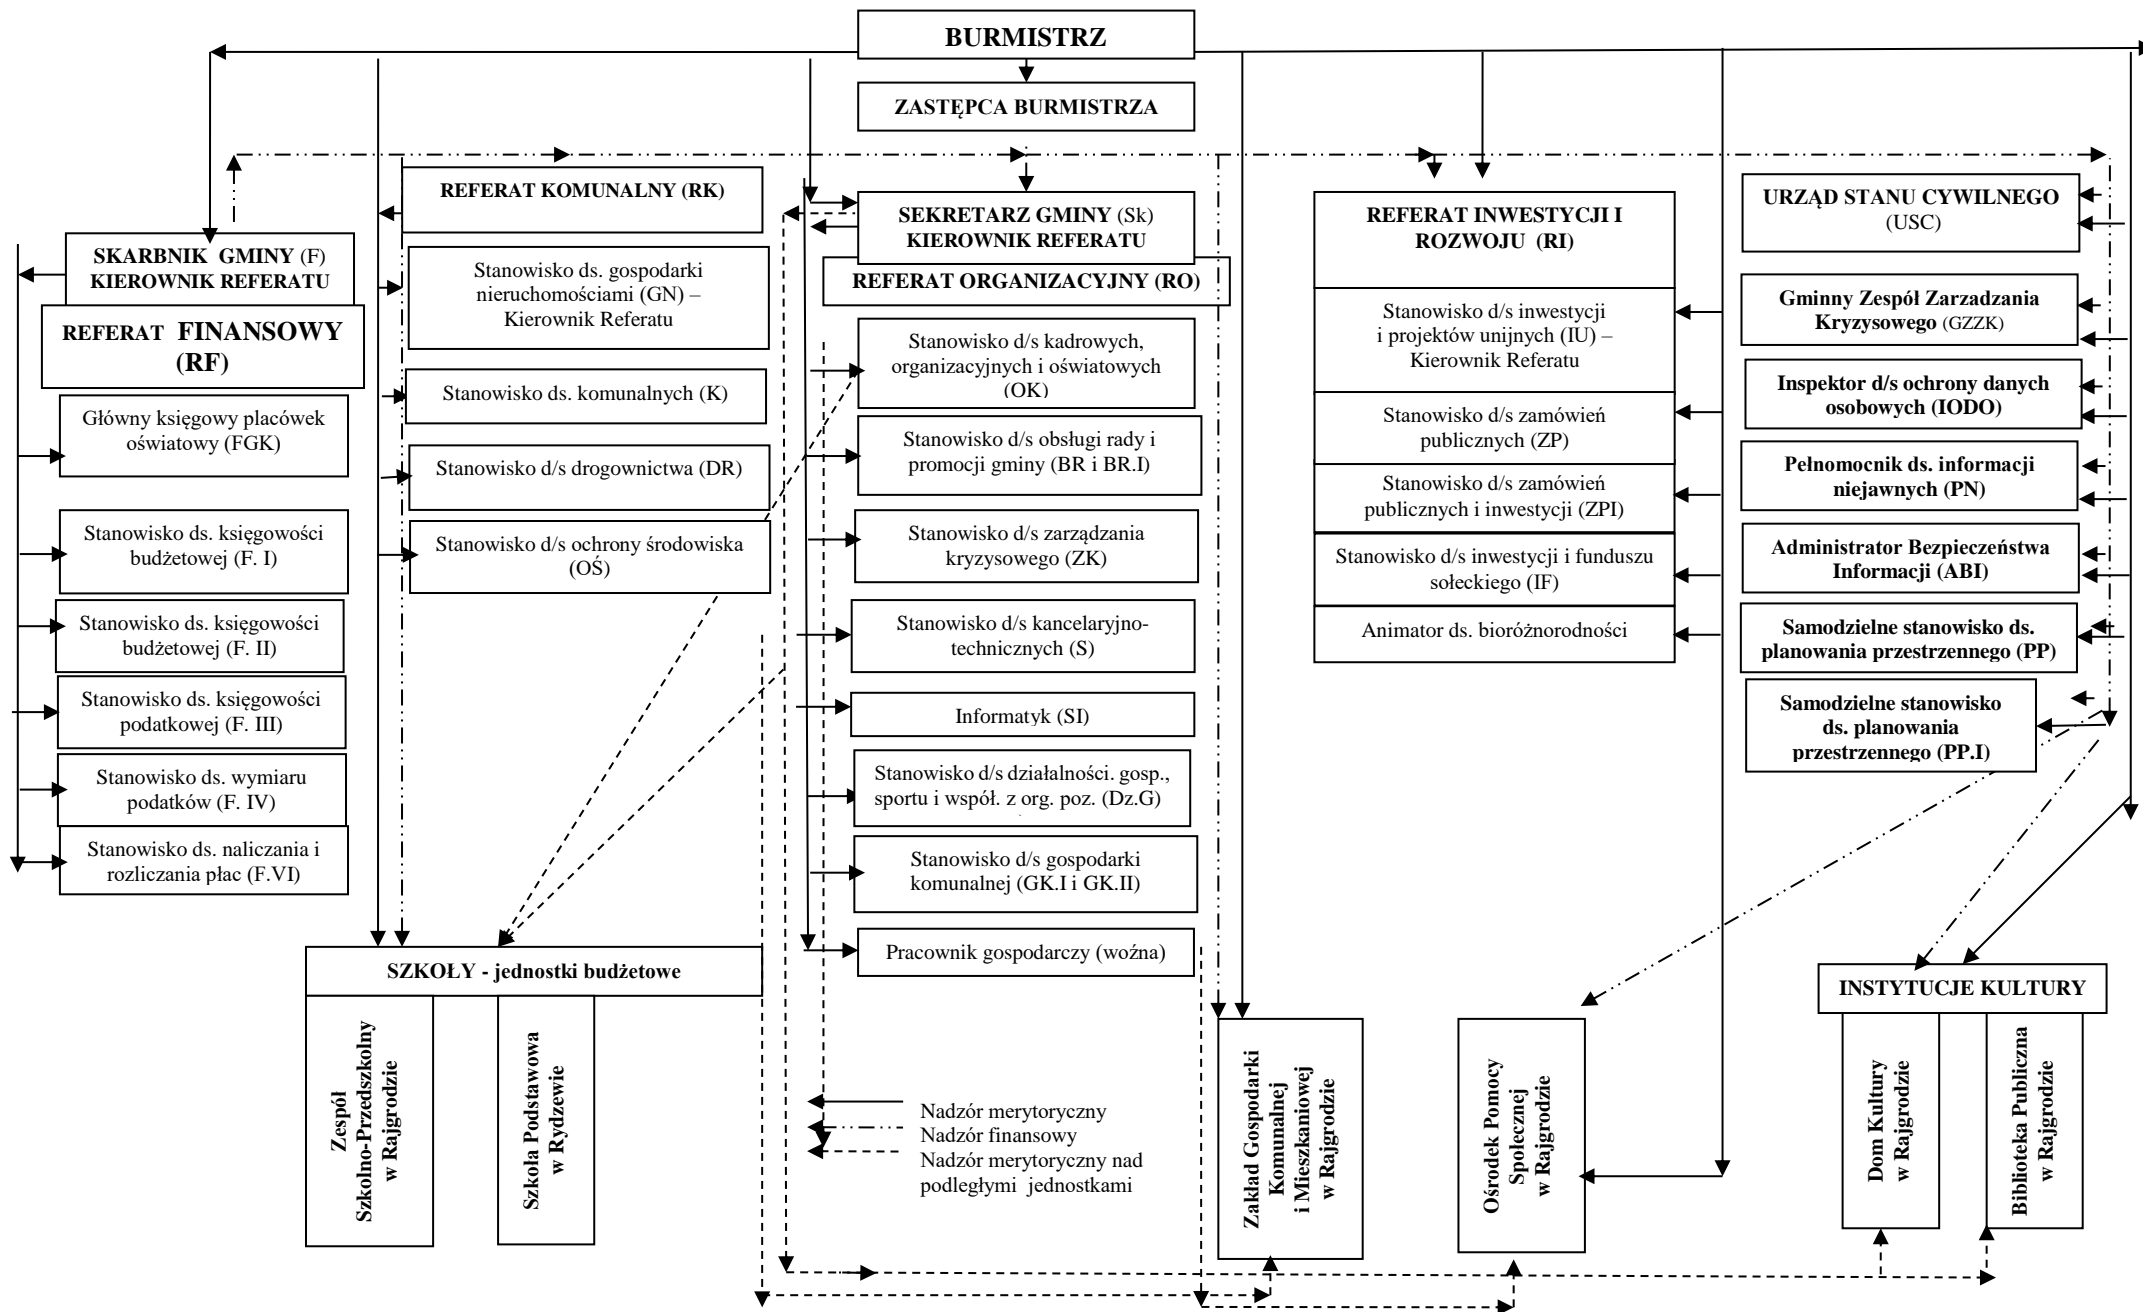 BURMISTRZ
ZASTĘPCA BURMISTRZA
SKARBNIK GMINY (F)
KIEROWNIK REFERATU
REFERAT FINANSOWY
(RF)
Główny księgowy placówek
oświatowy (FGK)
Stanowisko ds. księgowości
budżetowej (F. I)
Stanowisko ds. księgowości
budżetowej (F. II)
Stanowisko ds. księgowości
podatkowej (F. III)
Stanowisko ds. wymiaru
podatków (F. IV)
Stanowisko ds. naliczania i
rozliczania płac (F.VI)
REFERAT KOMUNALNY (RK)
Stanowisko ds. gospodarki
nieruchomościami (GN) –
Kierownik Referatu
Stanowisko ds. komunalnych (K)
Stanowisko d/s drogownictwa (DR)
Stanowisko d/s ochrony środowiska
(OŚ)
SEKRETARZ GMINY (Sk)
KIEROWNIK REFERATU
REFERAT ORGANIZACYJNY (RO)
Stanowisko d/s kadrowych,
organizacyjnych i oświatowych
(OK)
Stanowisko d/s obsługi rady i
promocji gminy (BR i BR.I)
Stanowisko d/s zarządzania
kryzysowego (ZK)
Stanowisko d/s kancelaryjno-
technicznych (S)
Informatyk (SI)
Stanowisko d/s działalności. gosp.,
sportu i współ. z org. poz. (Dz.G)
Stanowisko d/s gospodarki
komunalnej (GK.I i GK.II)
Pracownik gospodarczy (woźna)
REFERAT INWESTYCJI I
ROZWOJU (RI)
Stanowisko d/s inwestycji
i projektów unijnych (IU) –
Kierownik Referatu
Stanowisko d/s zamówień
publicznych (ZP)
Stanowisko d/s zamówień
publicznych i inwestycji (ZPI)
Stanowisko d/s inwestycji i funduszu
sołeckiego (IF)
Animator ds. bioróżnorodności
URZĄD STANU CYWILNEGO
(USC)
Gminny Zespół Zarzadzania
Kryzysowego (GZZK)
Inspektor d/s ochrony danych
osobowych (IODO)
Pełnomocnik ds. informacji
niejawnych (PN)
Administrator Bezpieczeństwa
Informacji (ABI)
Samodzielne stanowisko ds.
planowania przestrzennego (PP)
Samodzielne stanowisko
ds. planowania
przestrzennego (PP.I)
SZKOŁY - jednostki budżetowe
Zespół
Szkolno-Przedszkolny
w Rajgrodzie
Szkoła Podstawowa
w Rydzewie
Nadzór merytoryczny
Nadzór finansowy
Nadzór merytoryczny nad
podległymi jednostkami
Zakład Gospodarki
Komunalnej
i Mieszkaniowej
w Rajgrodzie
Ośrodek Pomocy
Społecznej
w Rajgrodzie
INSTYTUCJE KULTURY
Dom Kultury
w Rajgrodzie
Biblioteka Publiczna
w Rajgrodzie